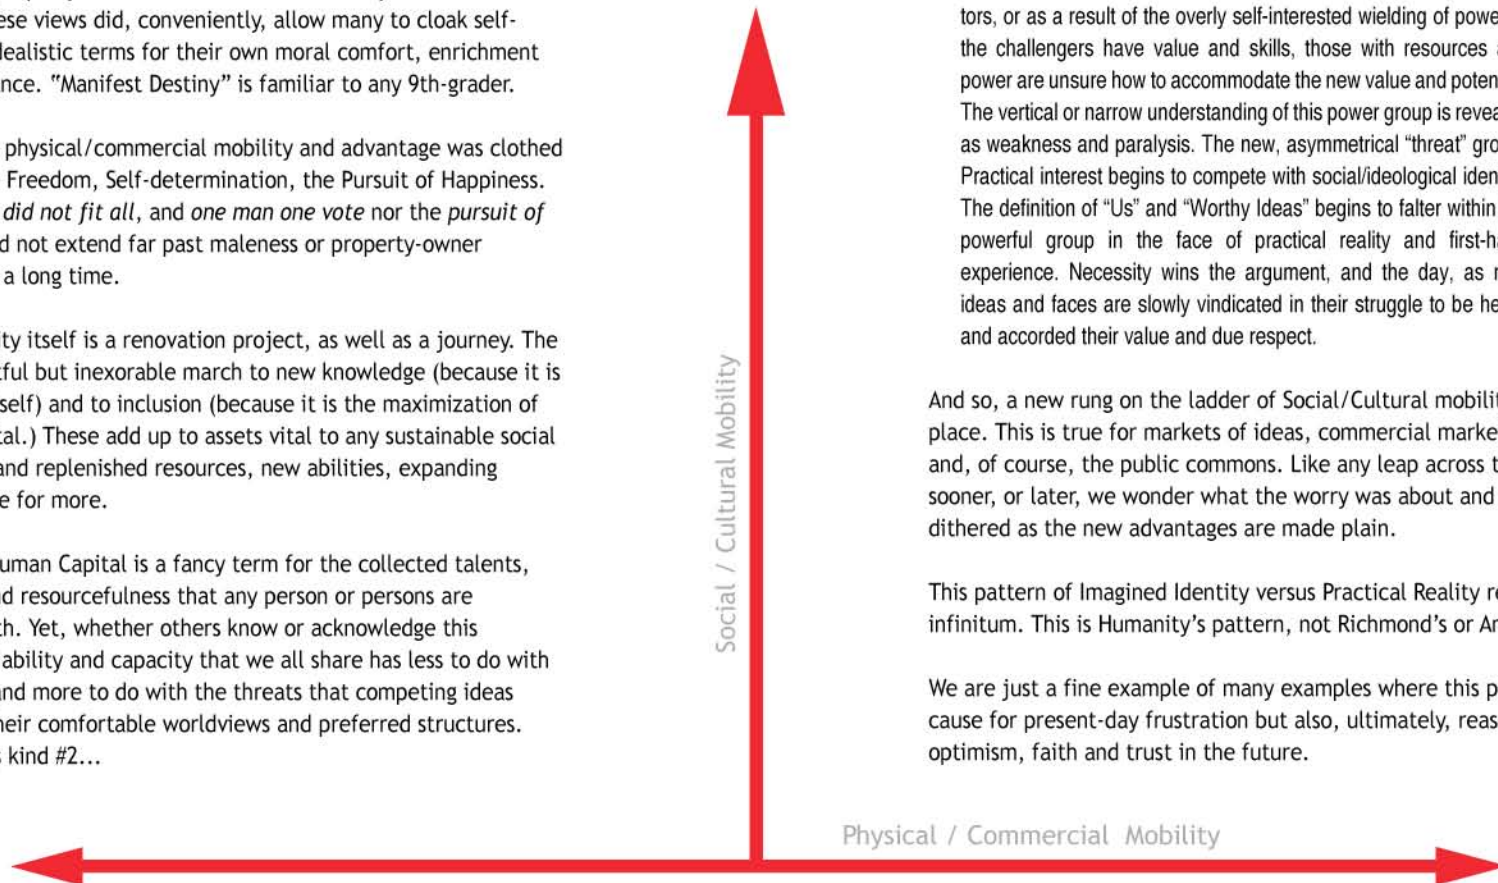 ese views did, conveniently, allow many to cloak self-
dealistic terms for their own moral comfort, enrichment
nce. “Manifest Destiny” is familiar to any 9th-grader.
physical/commercial mobility and advantage was clothed
Freedom, Self-determination, the Pursuit of Happiness.
did not fit all, and one man one vote nor the pursuit of
d not extend far past maleness or property-owner
a long time.
ty itself is a renovation project, as well as a journey. The
ful but inexorable march to new knowledge (because it is
self) and to inclusion (because it is the maximization of
tal.) These add up to assets vital to any sustainable social
and replenished resources, new abilities, expanding
e for more.
uman Capital is a fancy term for the collected talents,
d resourcefulness that any person or persons are
th. Yet, whether others know or acknowledge this
ability and capacity that we all share has less to do with
and more to do with the threats that competing ideas
heir comfortable worldviews and preferred structures.
s kind #2...
Social / Cultural Mobility
tors, or as a result of the overly self-interested wielding of powe
the challengers have value and skills, those with resources a
power are unsure how to accommodate the new value and poten
The vertical or narrow understanding of this power group is revea
as weakness and paralysis. The new, asymmetrical “threat” gro
Practical interest begins to compete with social/ideological iden
The definition of “Us” and “Worthy Ideas” begins to falter within
powerful group in the face of practical reality and first-ha
experience. Necessity wins the argument, and the day, as n
ideas and faces are slowly vindicated in their struggle to be he
and accorded their value and due respect.
And so, a new rung on the ladder of Social/Cultural mobilit
place. This is true for markets of ideas, commercial marke
and, of course, the public commons. Like any leap across t
sooner, or later, we wonder what the worry was about and
dithered as the new advantages are made plain.
This pattern of Imagined Identity versus Practical Reality re
infinitum. This is Humanity’s pattern, not Richmond’s or Am
We are just a fine example of many examples where this p
cause for present-day frustration but also, ultimately, reas
optimism, faith and trust in the future.
Physical / Commercial Mobility